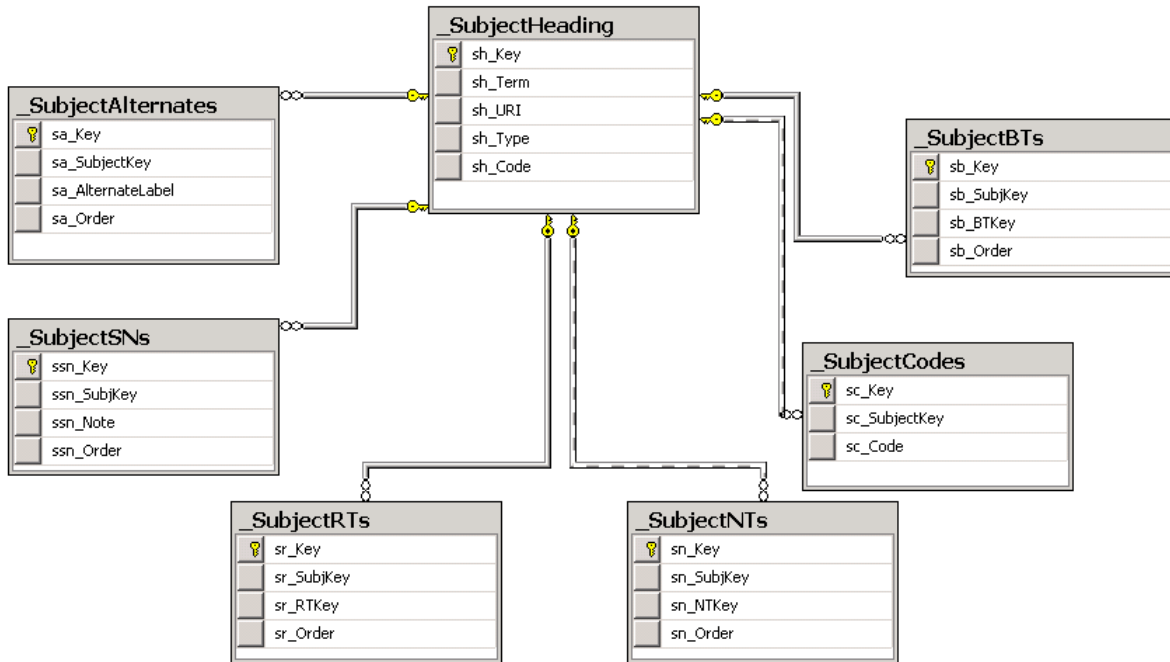 _SubjectHeading
sh_Key
sh_Term
sh_URI
sh_Type
sh_Code
_SubjectAlternates
sa_Key
sa_SubjectKey
sa_AlternateLabel
sa_Order
_SubjectBTs
sb_Key
sb_SubjKey
sb_BTKey
sb_Order
_SubjectSNs
ssn_Key
ssn_SubjKey
ssn_Note
ssn_Order
_SubjectCodes
sc_Key
sc_SubjectKey
sc_Code
_SubjectRTs
sr_Key
sr_SubjKey
sr_RTKey
sr_Order
_SubjectNTs
sn_Key
sn_SubjKey
sn_NTKey
sn_Order